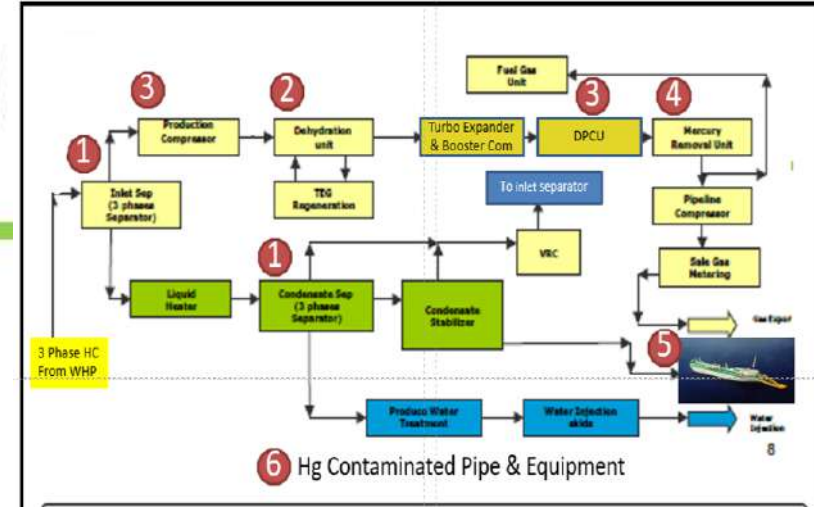 Fuel Gas
Unit
3
2
3
4
Production
Compressor
Dehydration
unit
Turbo Expander
& Booster Com
DPCU
Mercury
Removal Unit
1
Inlet Sep
(3 phases
Separator)
TEG
Regeneration
To inlet separator
Pipeline
Compressor
1
VRC
Sale Gas
Metering
Liquid
Heater
Condensate Sep
(3 phases
Separator)
Condensate
Stabilizer
Gas Export
5
3 Phase HC
From WHP
Produce Water
Treatment
Water Injection
skids
Water
Injection
8
6 Hg Contaminated Pipe & Equipment